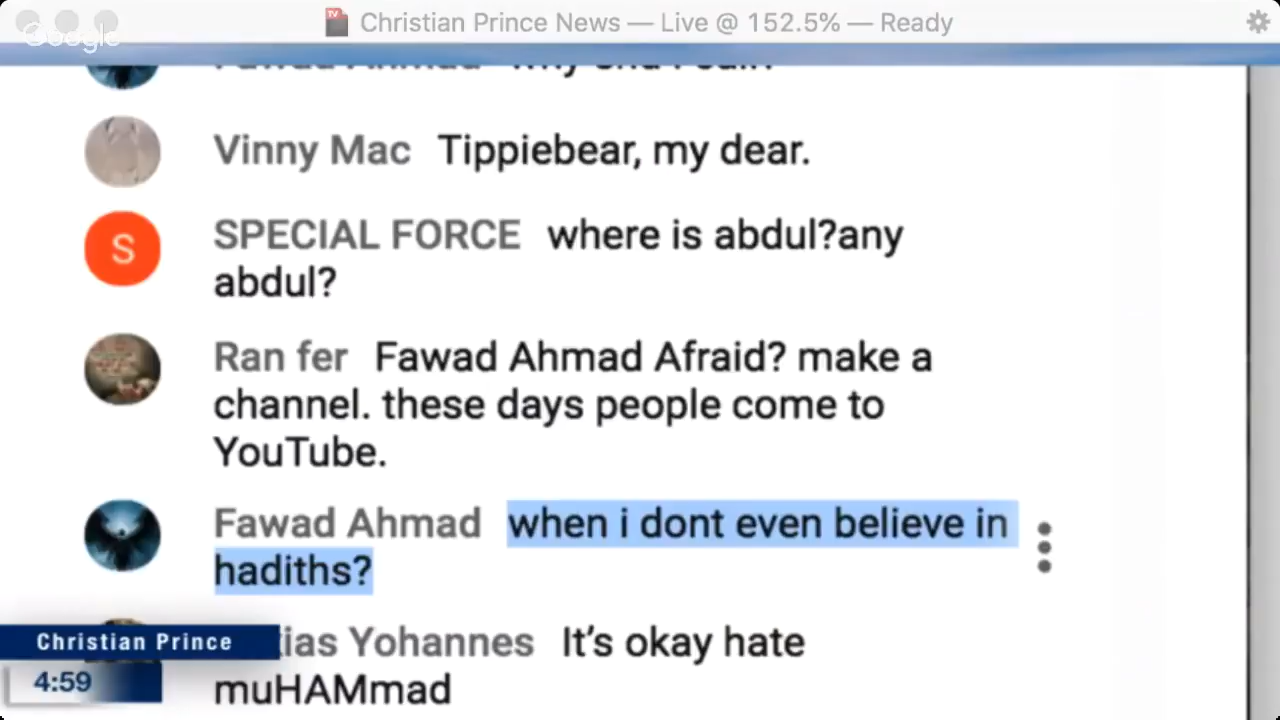 Google
Christian Prince News — Live @ 152.5% — Ready
Vinny Mac Tippiebear, my dear.
SPECIAL FORCE where is abdul?any
abdul?
S
Ran fer Fawad Ahmad Afraid? make a
channel. these days people come to
YouTube.
Fawad Ahmad when i dont even believe in
hadiths?
Yohannes It's okay hate
muHAMmad
Christian Prince
4:59